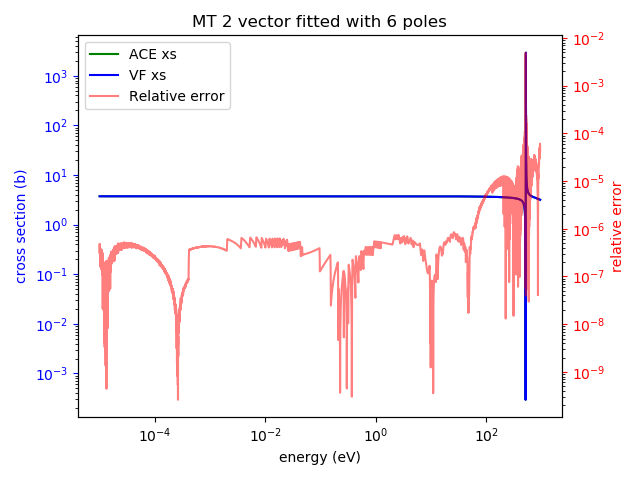 MT 2 vector fitted with 6 poles
ACE xs
VF xs
Relative error
cross section (b)
10³
10²
10¹
10⁰
10⁻¹
10⁻²
10⁻³
10⁻²
10⁻³
10⁻⁴
10⁻⁵
10⁻⁶
10⁻⁷
10⁻⁸
10⁻⁹
relative error
10⁻⁴ 10⁻² 10⁰ 10²
energy (eV)